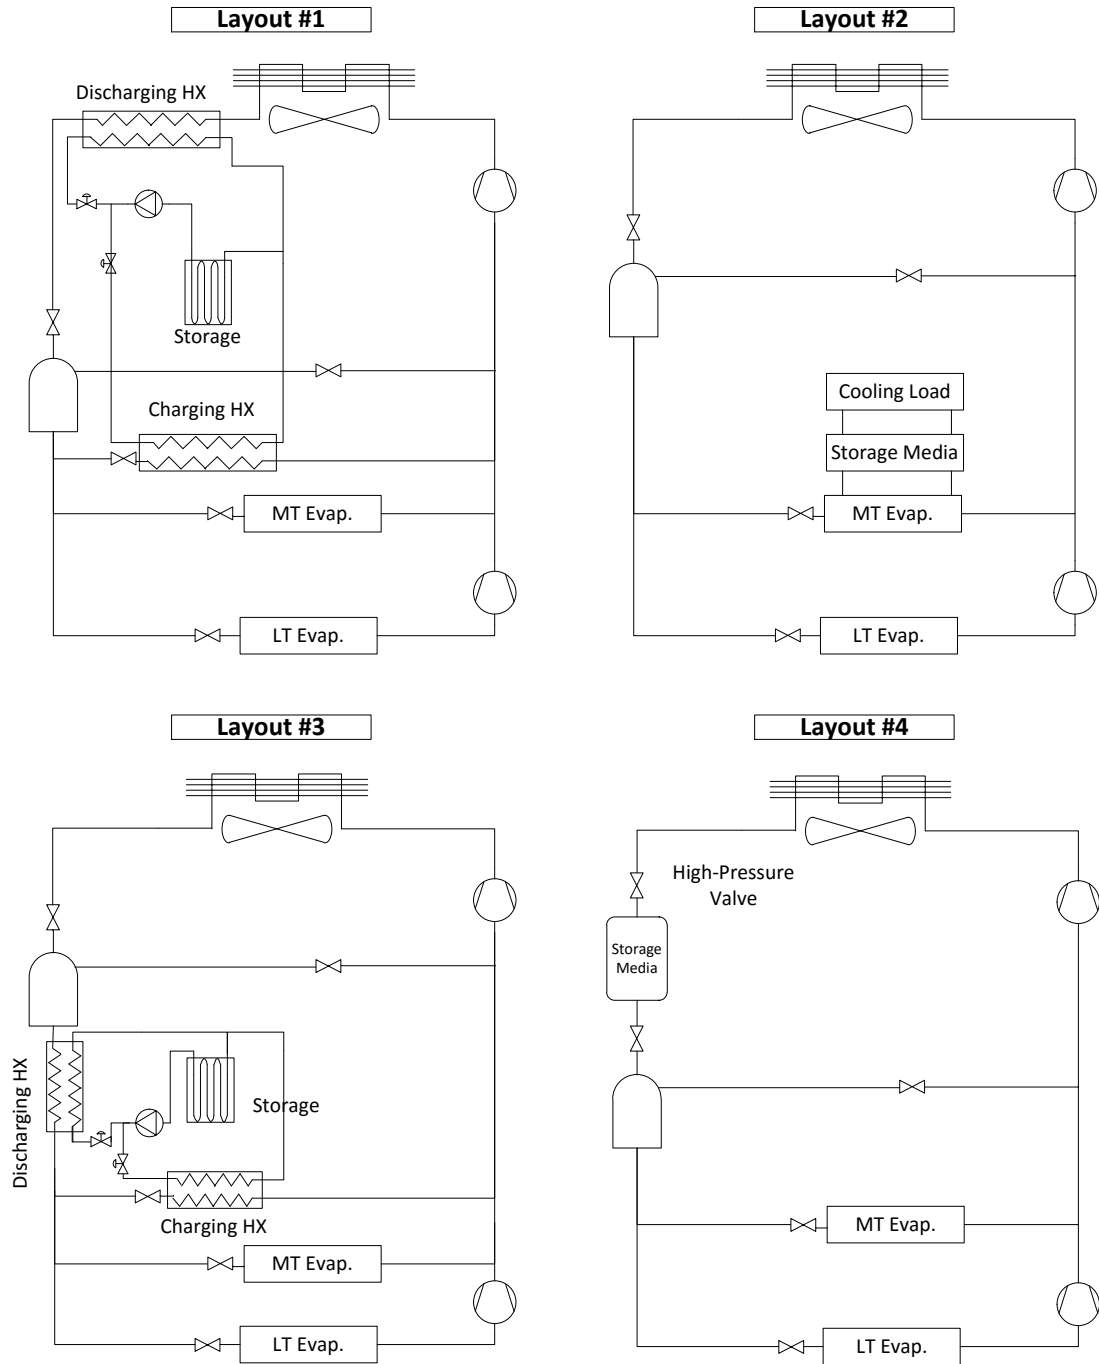 Layout #1
Discharging HX
Storage
Charging HX
MT Evap.
LT Evap.
Layout #2
Cooling Load
Storage Media
MT Evap.
LT Evap.
Layout #3
Discharging HX
Storage
Charging HX
MT Evap.
LT Evap.
Layout #4
High-Pressure
Valve
Storage
Media
MT Evap.
LT Evap.